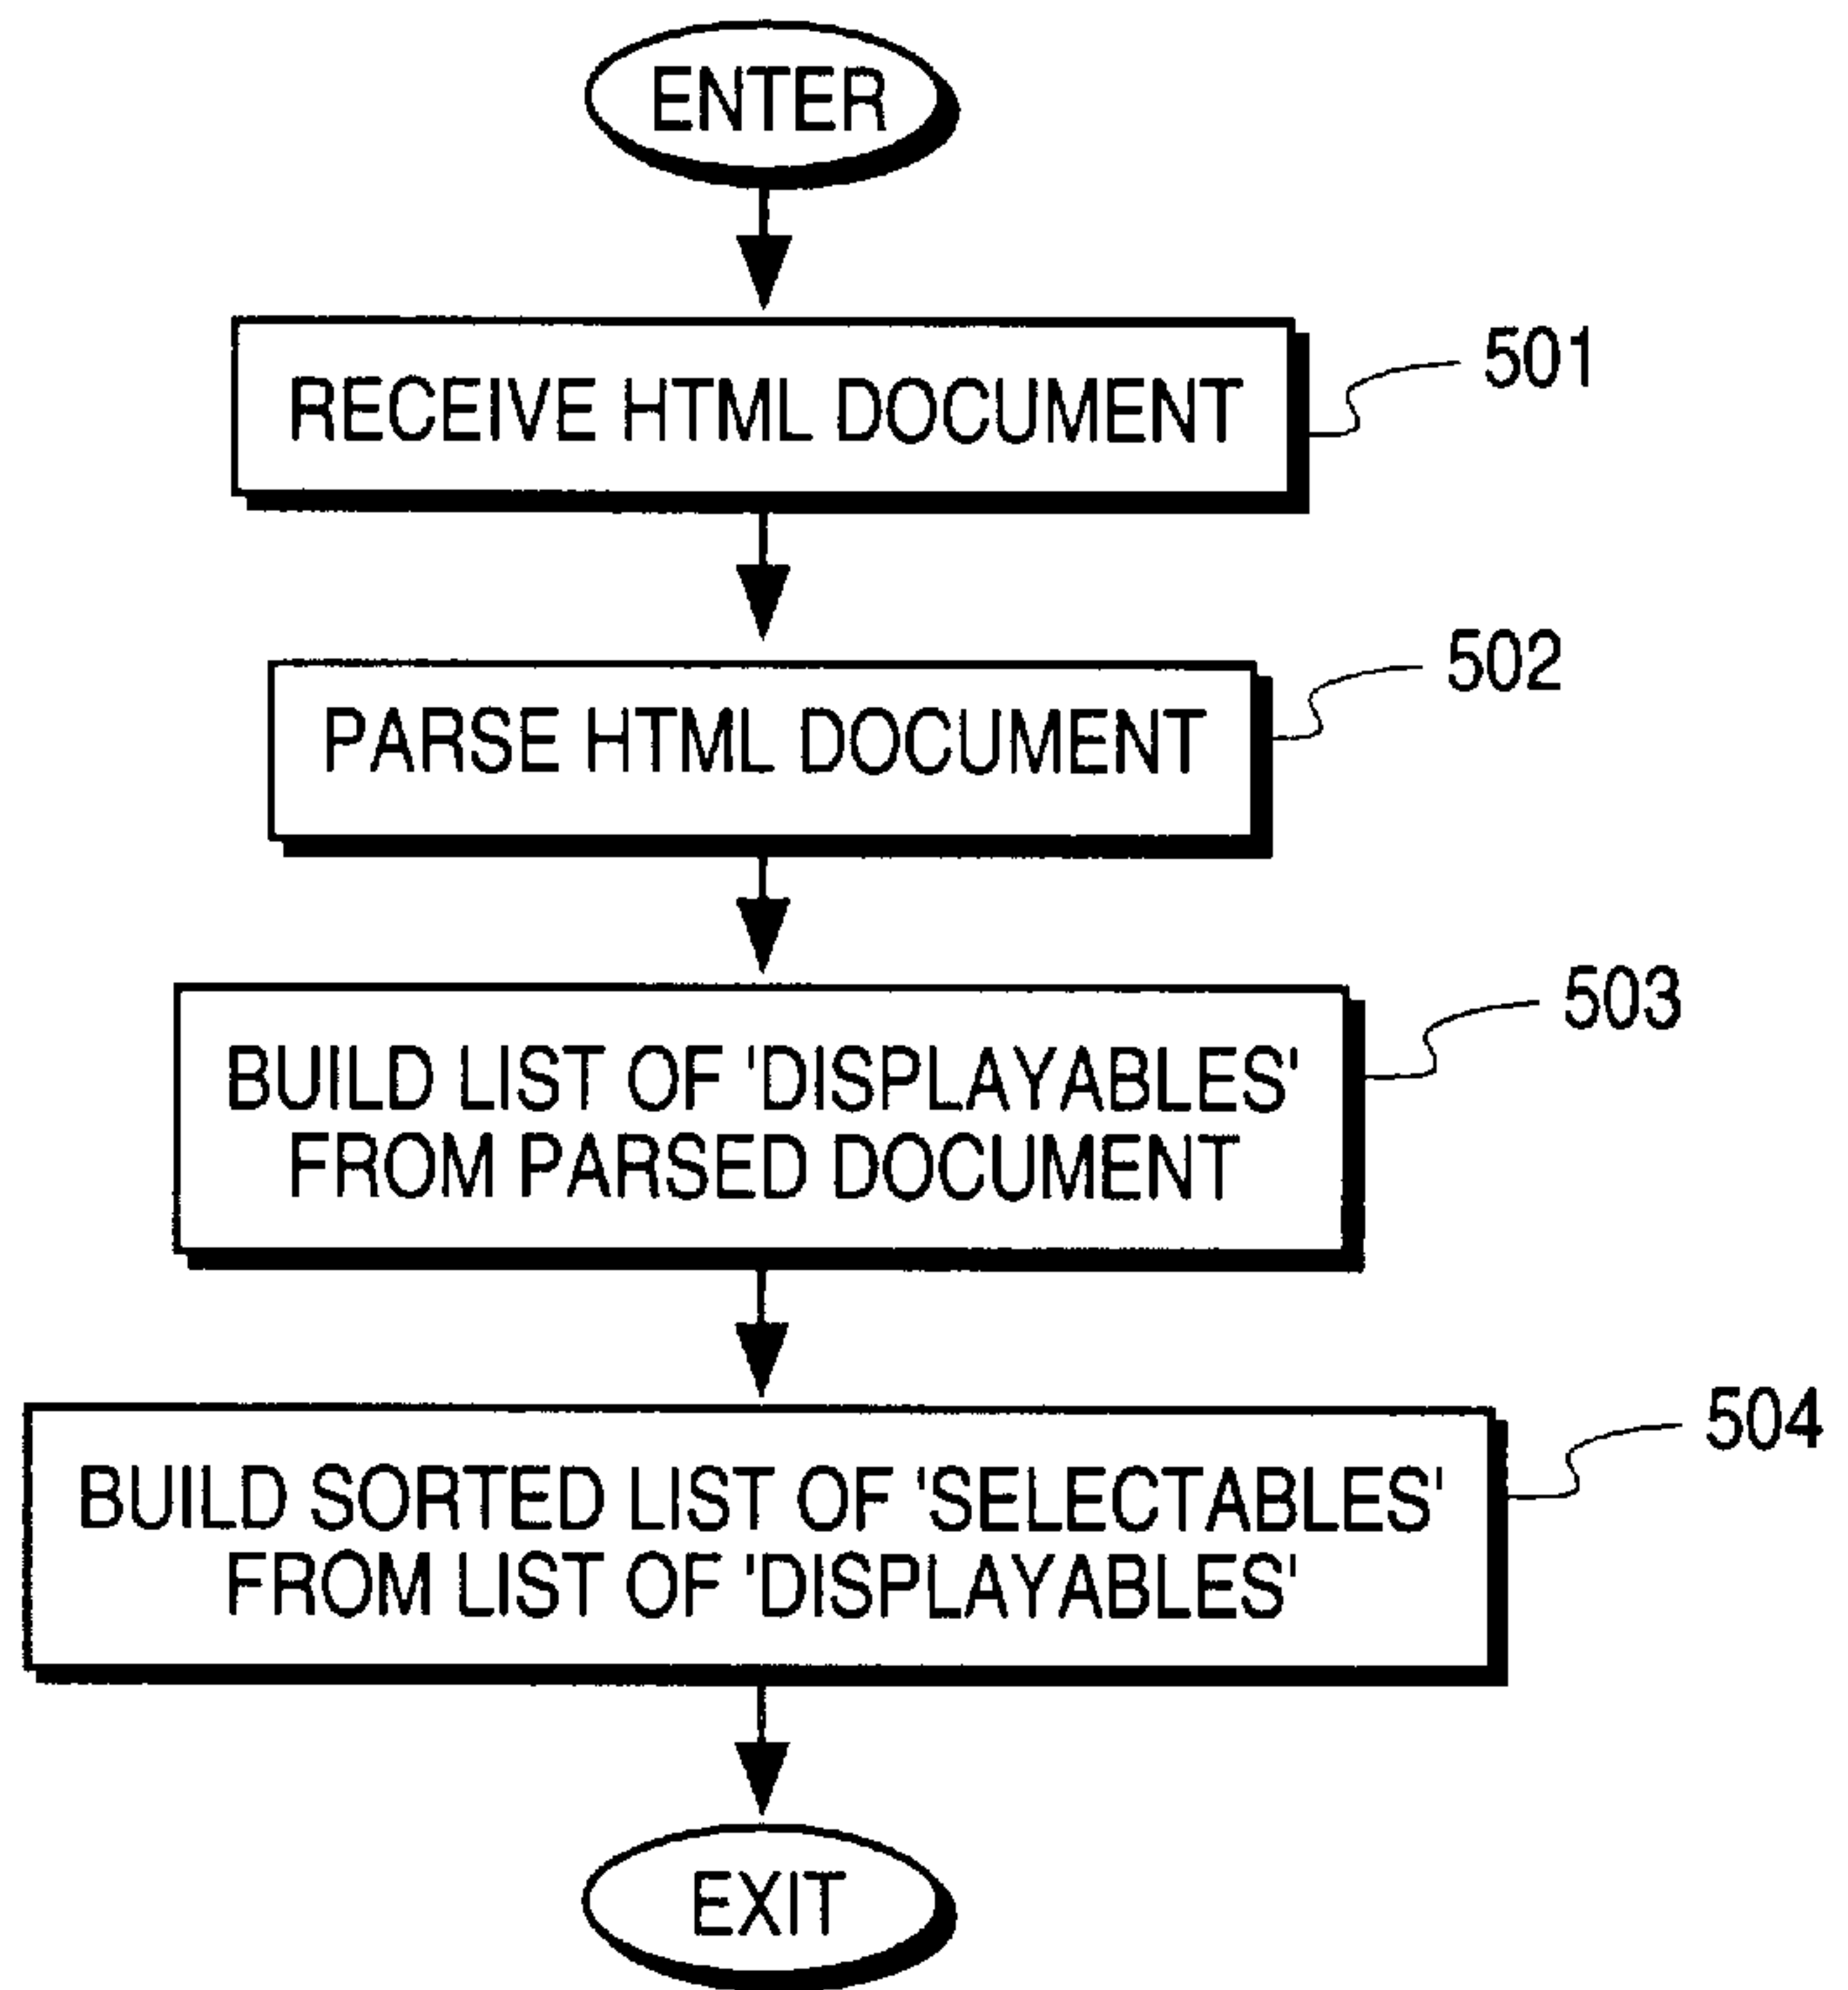 ENTER
RECEIVE HTML DOCUMENT
501
PARSE HTML DOCUMENT
502
BUILD LIST OF 'DISPLAYABLES'
FROM PARSED DOCUMENT
503
BUILD SORTED LIST OF 'SELECTABLES'
FROM LIST OF 'DISPLAYABLES'
504
EXIT